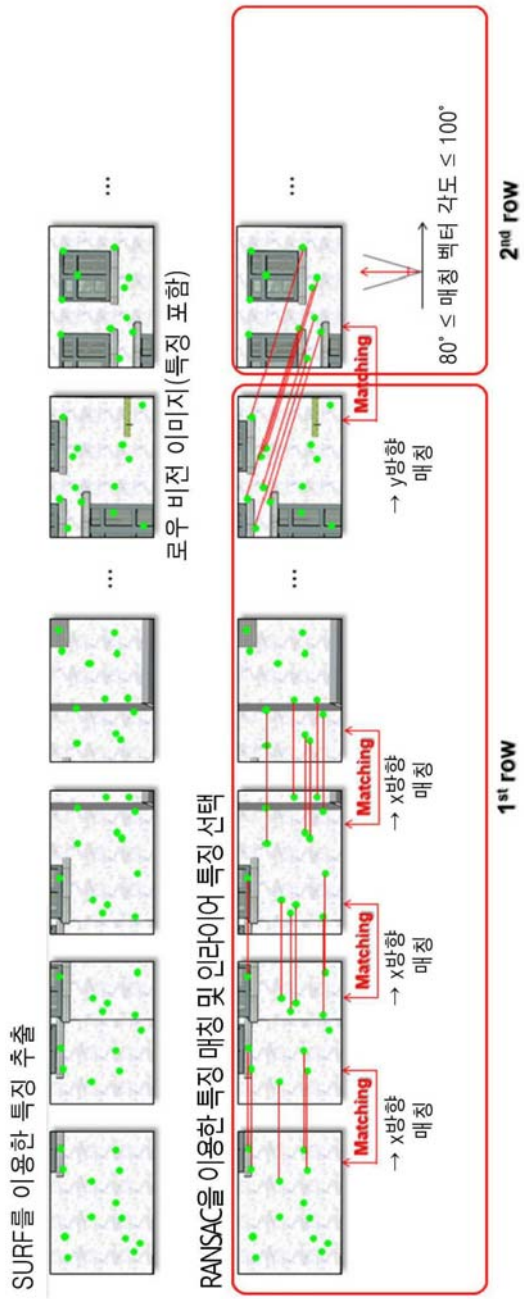 SURF를 이용한 특징 추출
...
...
로우 비전 이미지(특징 포함)
RANSAC을 이용한 특징 매칭 및 인라이어 특징 선택
...
...
Matching
→ x방향
매칭
Matching
→ x방향
매칭
Matching
→ x방향
매칭
Matching
→ y방향
매칭
80° ≤ 매칭 벡터 각도 ≤ 100°
1st row
2nd row